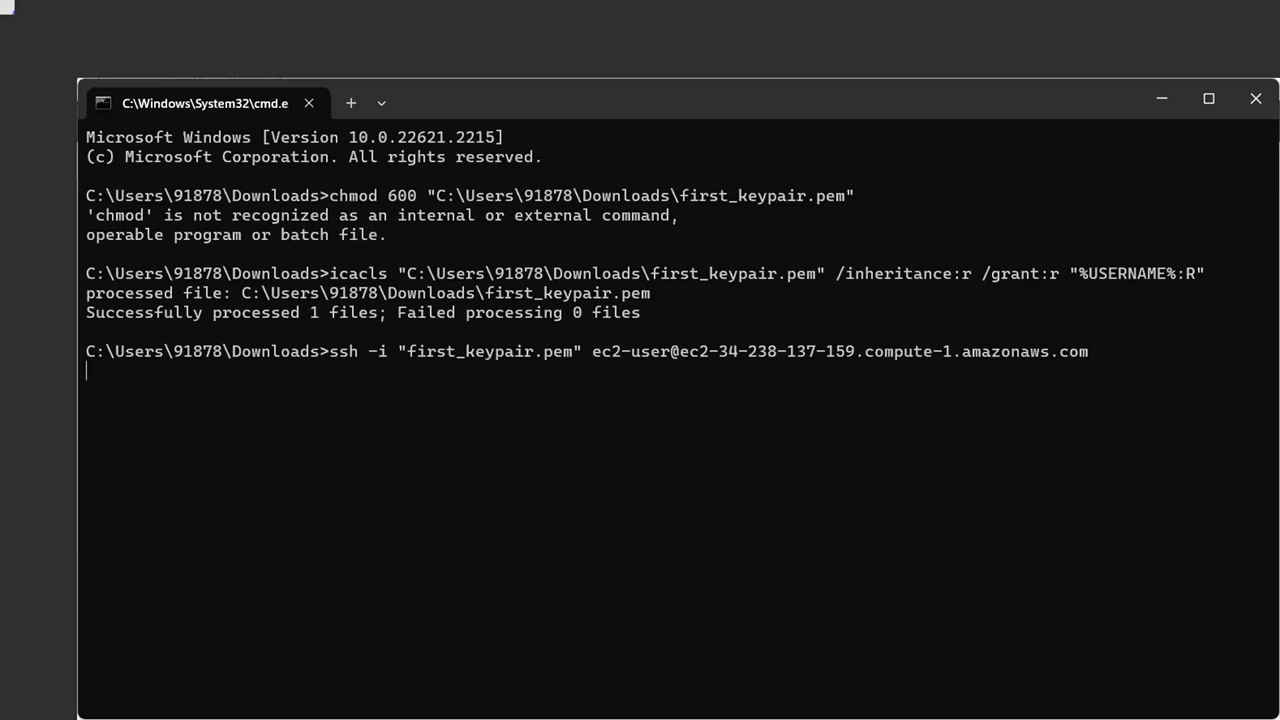 C:\Windows\System32\cmd.e
Microsoft Windows [Version 10.0.22621.2215]
(c) Microsoft Corporation. All rights reserved.
C:\Users\91878\Downloads>chmod 600 "C:\Users\91878\Downloads\first_keypair.pem"
'chmod' is not recognized as an internal or external command,
operable program or batch file.
C:\Users\91878\Downloads>icacls "C:\Users\91878\Downloads\first_keypair.pem" /inheritance:r /grant:r "%USERNAME%:R"
processed file: C:\Users\91878\Downloads\first_keypair.pem
Successfully processed 1 files; Failed processing 0 files
C:\Users\91878\Downloads>ssh -i "first_keypair.pem" ec2-user@ec2-34-238-137-159.compute-1.amazonaws.com